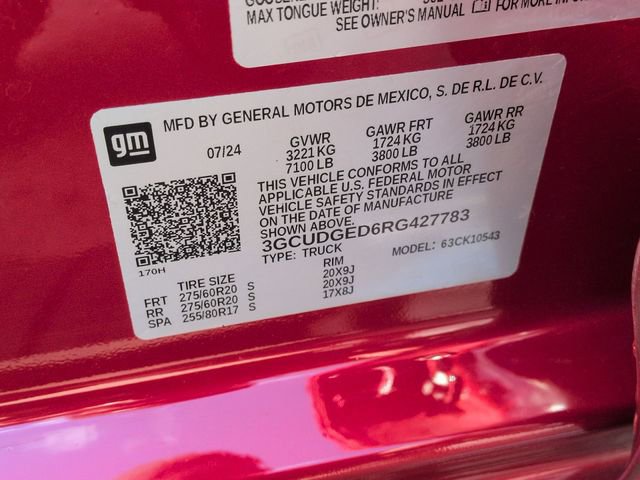 MAX TONGUE WEIGHT:
SEE OWNER'S MANUAL FOR MORE
gm
MFD BY GENERAL MOTORS DE MEXICO, S. DE R.L. DE C.V.
07/24 GVWR GAWR FRT GAWR RR
3221 KG 1724 KG 1724 KG
7100 LB 3800 LB 3800 LB
THIS VEHICLE CONFORMS TO ALL
APPLICABLE U.S. FEDERAL MOTOR
VEHICLE SAFETY STANDARDS IN EFFECT
ON THE DATE OF MANUFACTURE
SHOWN ABOVE.
3GCUDGED6RG427783
TYPE: TRUCK MODEL: 63CK10543
170H
TIRE SIZE RIM
FRT 275/60R20 S 20X9J
RR 275/60R20 S 20X9J
SPA 255/80R17 S 17X8J